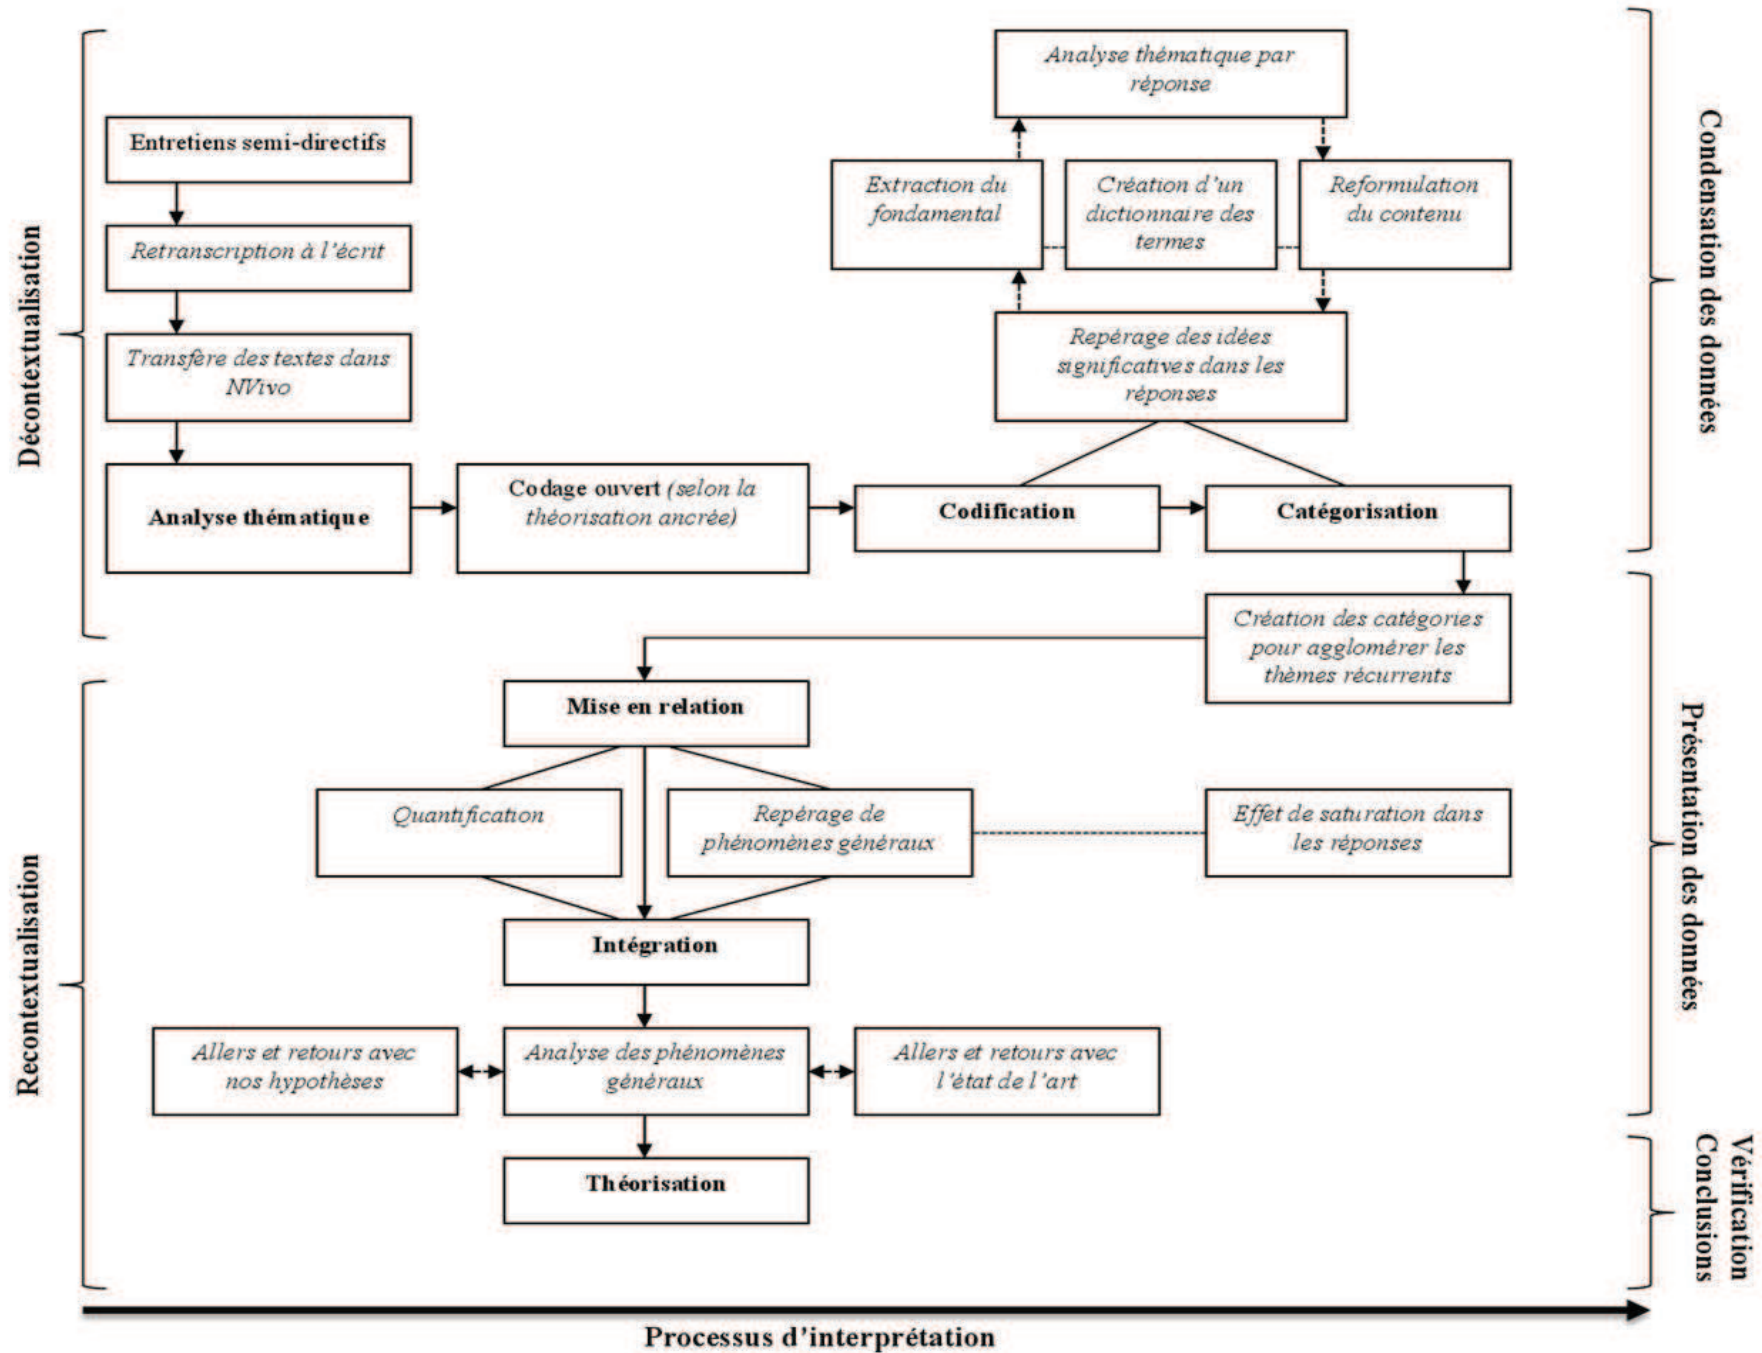 Décontextualisation
Entretiens semi-directifs
Retranscription à l'écrit
Transfère des textes dans
NVivo
Analyse thématique
Codage ouvert (selon la
théorisation ancrée)
Analyse thématique par
réponse
Extraction du
fondamental
Création d'un
dictionnaire des
termes
Reformulation
du contenu
Repérage des idées
significatives dans les
réponses
Codification
Catégorisation
Condensation des données
Création des catégories
pour agglomérer les
thèmes récurrents
Recontextualisation
Mise en relation
Quantification
Repérage de
phénomènes généraux
Effet de saturation dans
les réponses
Intégration
Allers et retours avec
nos hypothèses
Analyse des phénomènes
généraux
Allers et retours avec
l'état de l'art
Présentation des données
Théorisation
Vérification
Conclusions
Processus d'interprétation